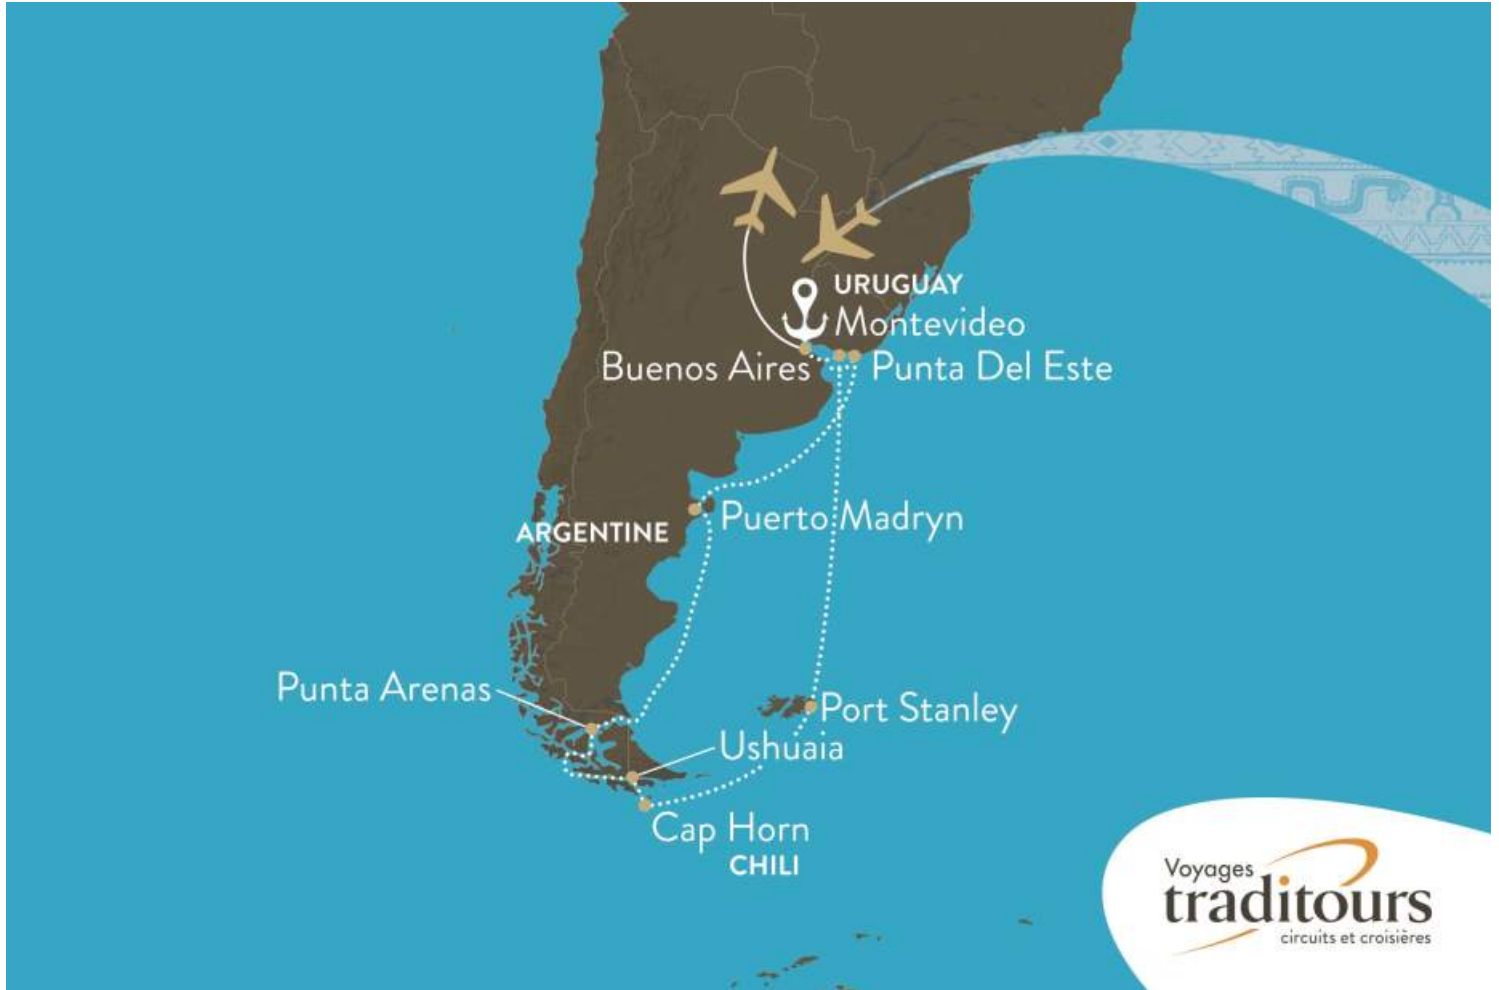 URUGUAY
Montevideo
Buenos Aires
Punta Del Este
Puerto Madryn
ARGENTINE
Punta Arenas
Port Stanley
Ushuaia
Cap Horn
CHILI
Voyages
traditours
circuits et croisières